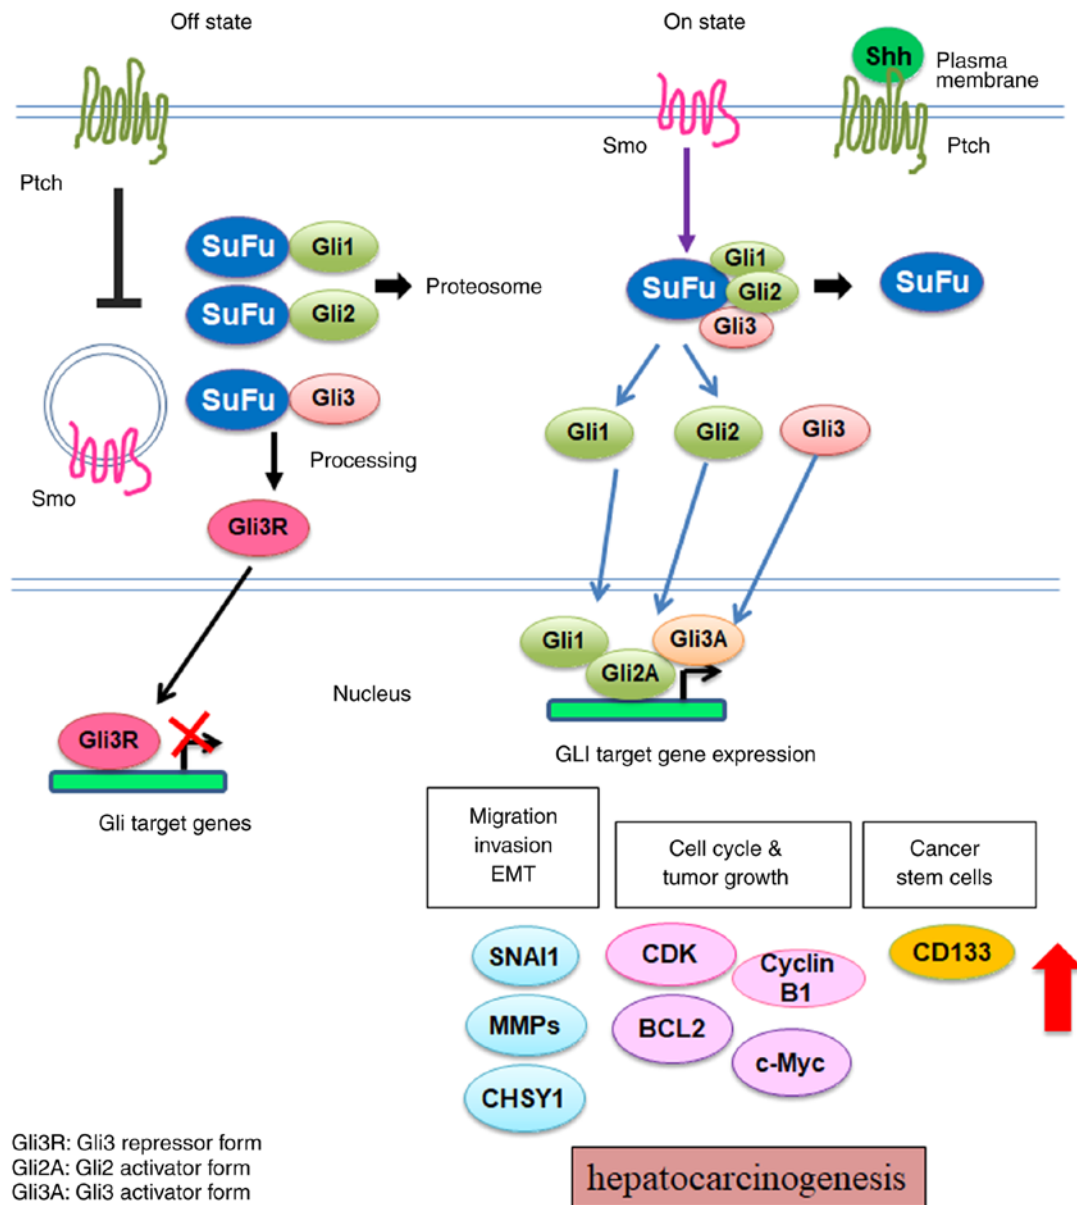 Off state
On state
Shh
Plasma
membrane
Ptch
Smo
Ptch
SuFu
Gli1
SuFu
Gli2
Proteosome
SuFu
Gli3
Processing
Smo
Gli3R
SuFu
Gli1
Gli2
Gli3
SuFu
Gli1
Gli2
Gli3
Gli3R
Gli target genes
Nucleus
Gli1
Gli2A
Gli3A
GLI target gene expression
Migration
invasion
EMT
Cell cycle &
tumor growth
Cancer
stem cells
SNAI1
MMPs
CHSY1
CDK
Cyclin
B1
BCL2
c-Myc
CD133
Gli3R: Gli3 repressor form
Gli2A: Gli2 activator form
Gli3A: Gli3 activator form
hepatocarcinogenesis